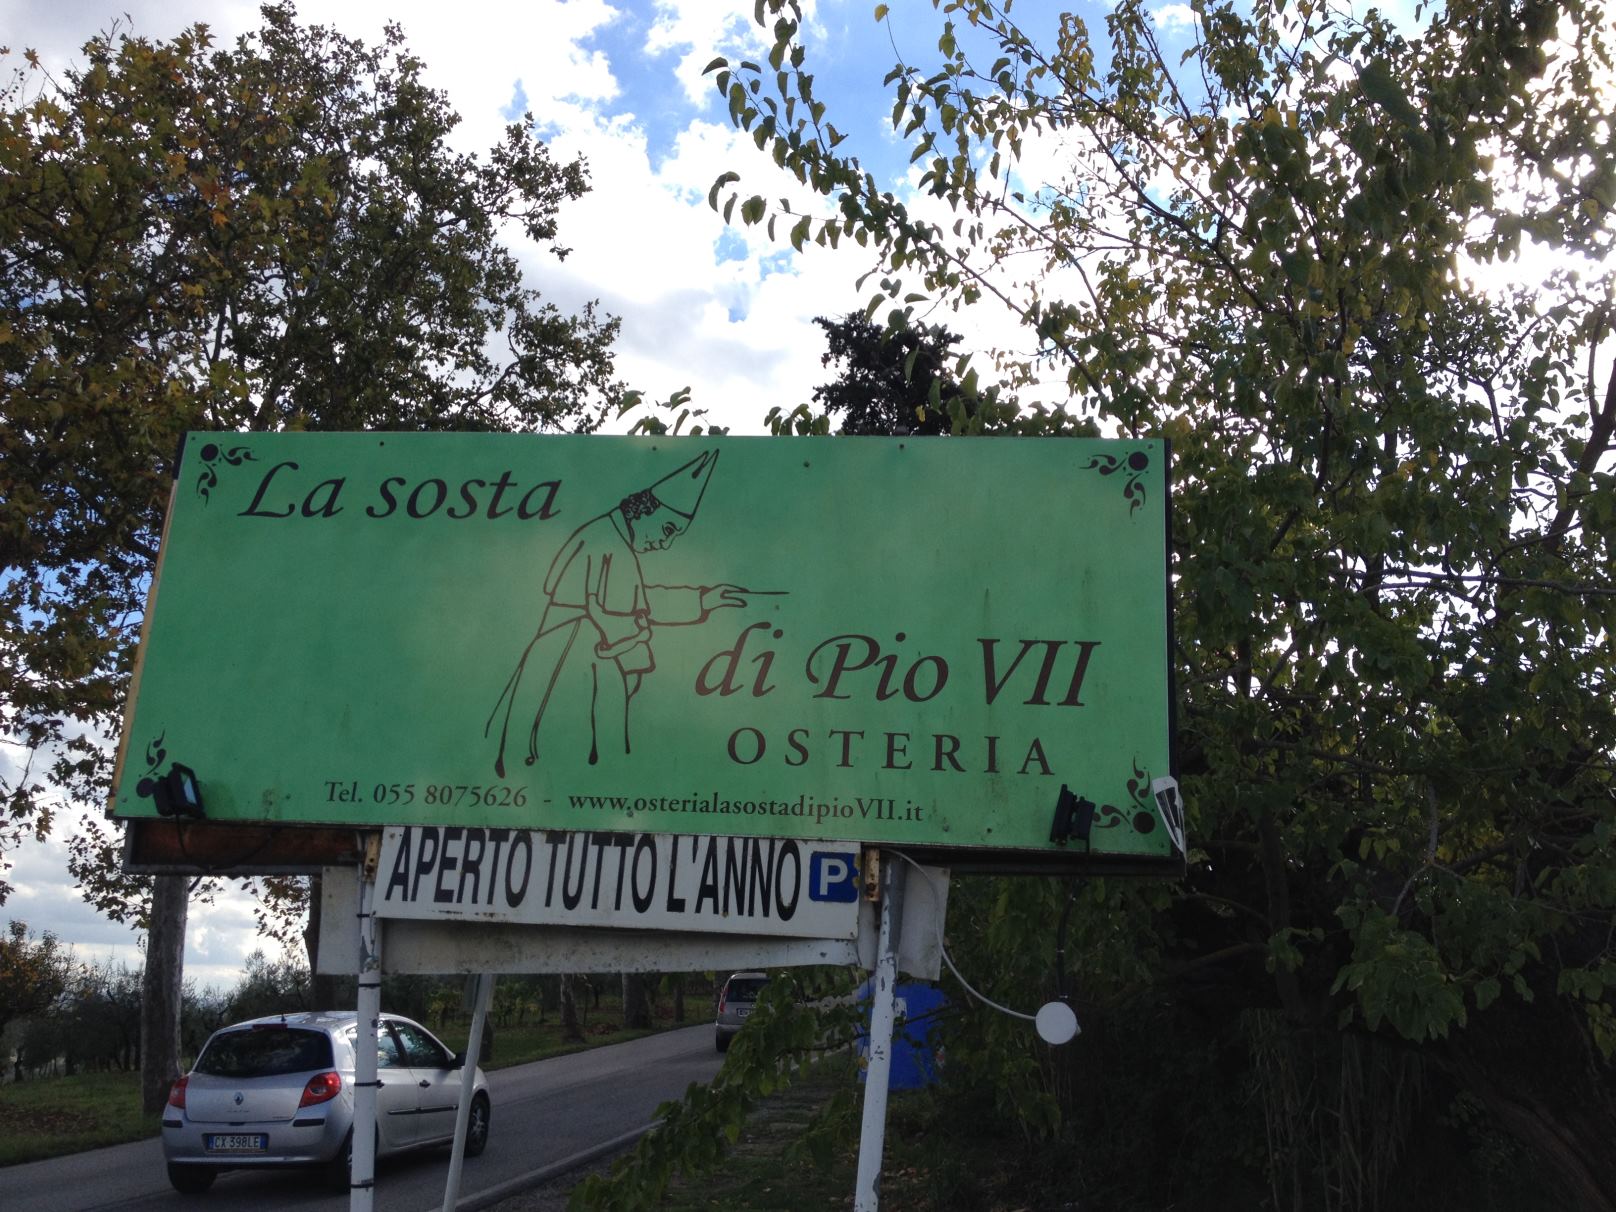 La sosta
di Pio VII
OSTERIA
Tel. 055 8075626 - www.osterialasostadipioVII.it
APERTO TUTTO L'ANNO P
CX 398LE